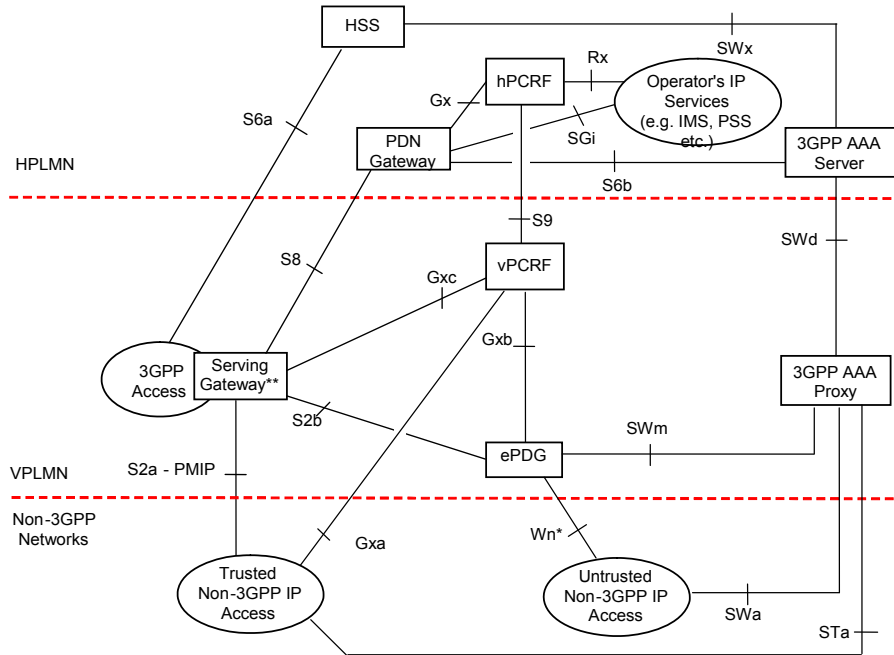 HSS
SWx
hPCRF
Rx
Operator's IP
Services
(e.g. IMS, PSS
etc.)
Gx
S6a
SGi
PDN
Gateway
3GPP AAA
Server
HPLMN
S6b
S9
SWd
S8
vPCRF
Gxc
Gxb
3GPP
Access
Serving
Gateway**
3GPP AAA
Proxy
S2b
SWm
ePDG
S2a - PMIP
VPLMN
Non-3GPP
Networks
Gxa
Wn*
Trusted
Non-3GPP IP
Access
Untrusted
Non-3GPP IP
Access
SWa
STa